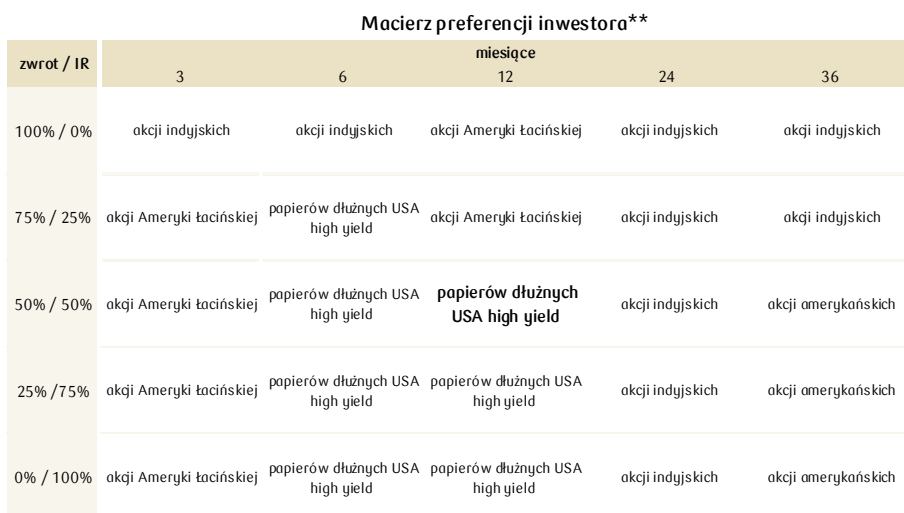 Macierz preferencji inwestora**
zwrot / IR
miesiące
3 6 12 24 36
100% / 0% akcji indyjskich akcji indyjskich akcji Ameryki Łacińskiej akcji indyjskich akcji indyjskich
75% / 25% akcji Ameryki Łacińskiej papierów dłużnych USA high yield akcji Ameryki Łacińskiej akcji indyjskich akcji indyjskich
50% / 50% akcji Ameryki Łacińskiej papierów dłużnych USA high yield papierów dłużnych USA high yield akcji indyjskich akcji amerykańskich
25% /75% akcji Ameryki Łacińskiej papierów dłużnych USA high yield papierów dłużnych USA high yield akcji indyjskich akcji amerykańskich
0% / 100% akcji Ameryki Łacińskiej papierów dłużnych USA high yield papierów dłużnych USA high yield akcji indyjskich akcji amerykańskich